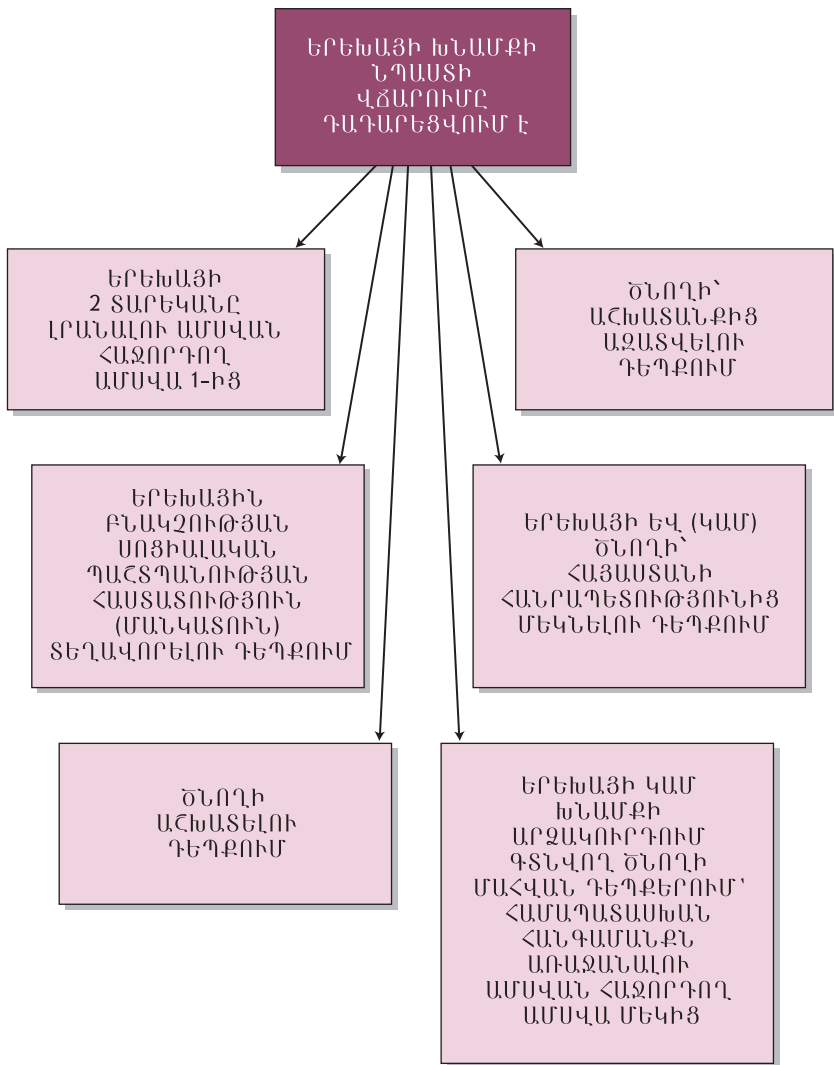 ԵՐԵԽԱՅԻ ԽՆԱՄՔԻ
ՆՊԱՍՏԻ
ՎՃԱՐՈՒՄԸ
ԴԱԴԱՐԵՑՎՈՒՄ Է
ԵՐԵԽԱՅԻ
2 ՏԱՐԵԿԱՆԸ
ԼՐԱՆԱԼՈՒ ԱՄՍՎԱՆ
ՀԱՋՈՐԴՈՂ
ԱՄՍՎԱ 1-ԻՑ
ԾՆՈՂԻ՝
ԱՇԽԱՏԱՆՔԻՑ
ԱԶԱՏՎԵԼՈՒ
ԴԵՊՔՈՒՄ
ԵՐԵԽԱՅԻՆ
ԲՆԱԿՉՈՒԹՅԱՆ
ՍՈՑԻԱԼԱԿԱՆ
ՊԱՇՏՊԱՆՈՒԹՅԱՆ
ՀԱՍՏԱՏՈՒԹՅՈՒՆ
(ՄԱՆԿԱՏՈՒՆ)
ՏԵՂԱՎՈՐԵԼՈՒ ԴԵՊՔՈՒՄ
ԵՐԵԽԱՅԻ ԵՎ (ԿԱՄ)
ԾՆՈՂԻ՝
ՀԱՅԱՍՏԱՆԻ
ՀԱՆՐԱՊԵՏՈՒԹՅՈՒՆԻՑ
ՄԵԿՆԵԼՈՒ ԴԵՊՔՈՒՄ
ԾՆՈՂԻ
ԱՇԽԱՏԵԼՈՒ
ԴԵՊՔՈՒՄ
ԵՐԵԽԱՅԻ ԿԱՄ
ԽՆԱՄՔԻ
ԱՐՁԱԿՈՒՐԴՈՒՄ
ԳՏՆՎՈՂ ԾՆՈՂԻ
ՄԱՀՎԱՆ ԴԵՊՔԵՐՈՒՄ՝
ՀԱՄԱՊԱՏԱՍԽԱՆ
ՀԱՆԳԱՄԱՆՔՆ
ԱՌԱՋԱՆԱԼՈՒ
ԱՄՍՎԱՆ ՀԱՋՈՐԴՈՂ
ԱՄՍՎԱ ՄԵԿԻՑ